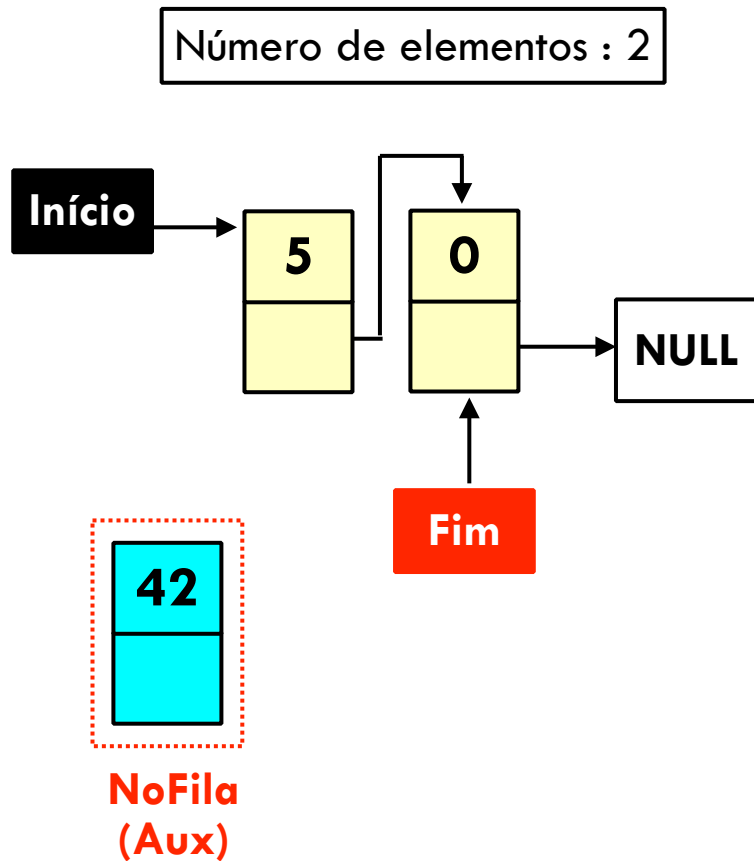 Número de elementos : 2
Início
5
0
NULL
Fim
42
NoFila
(Aux)